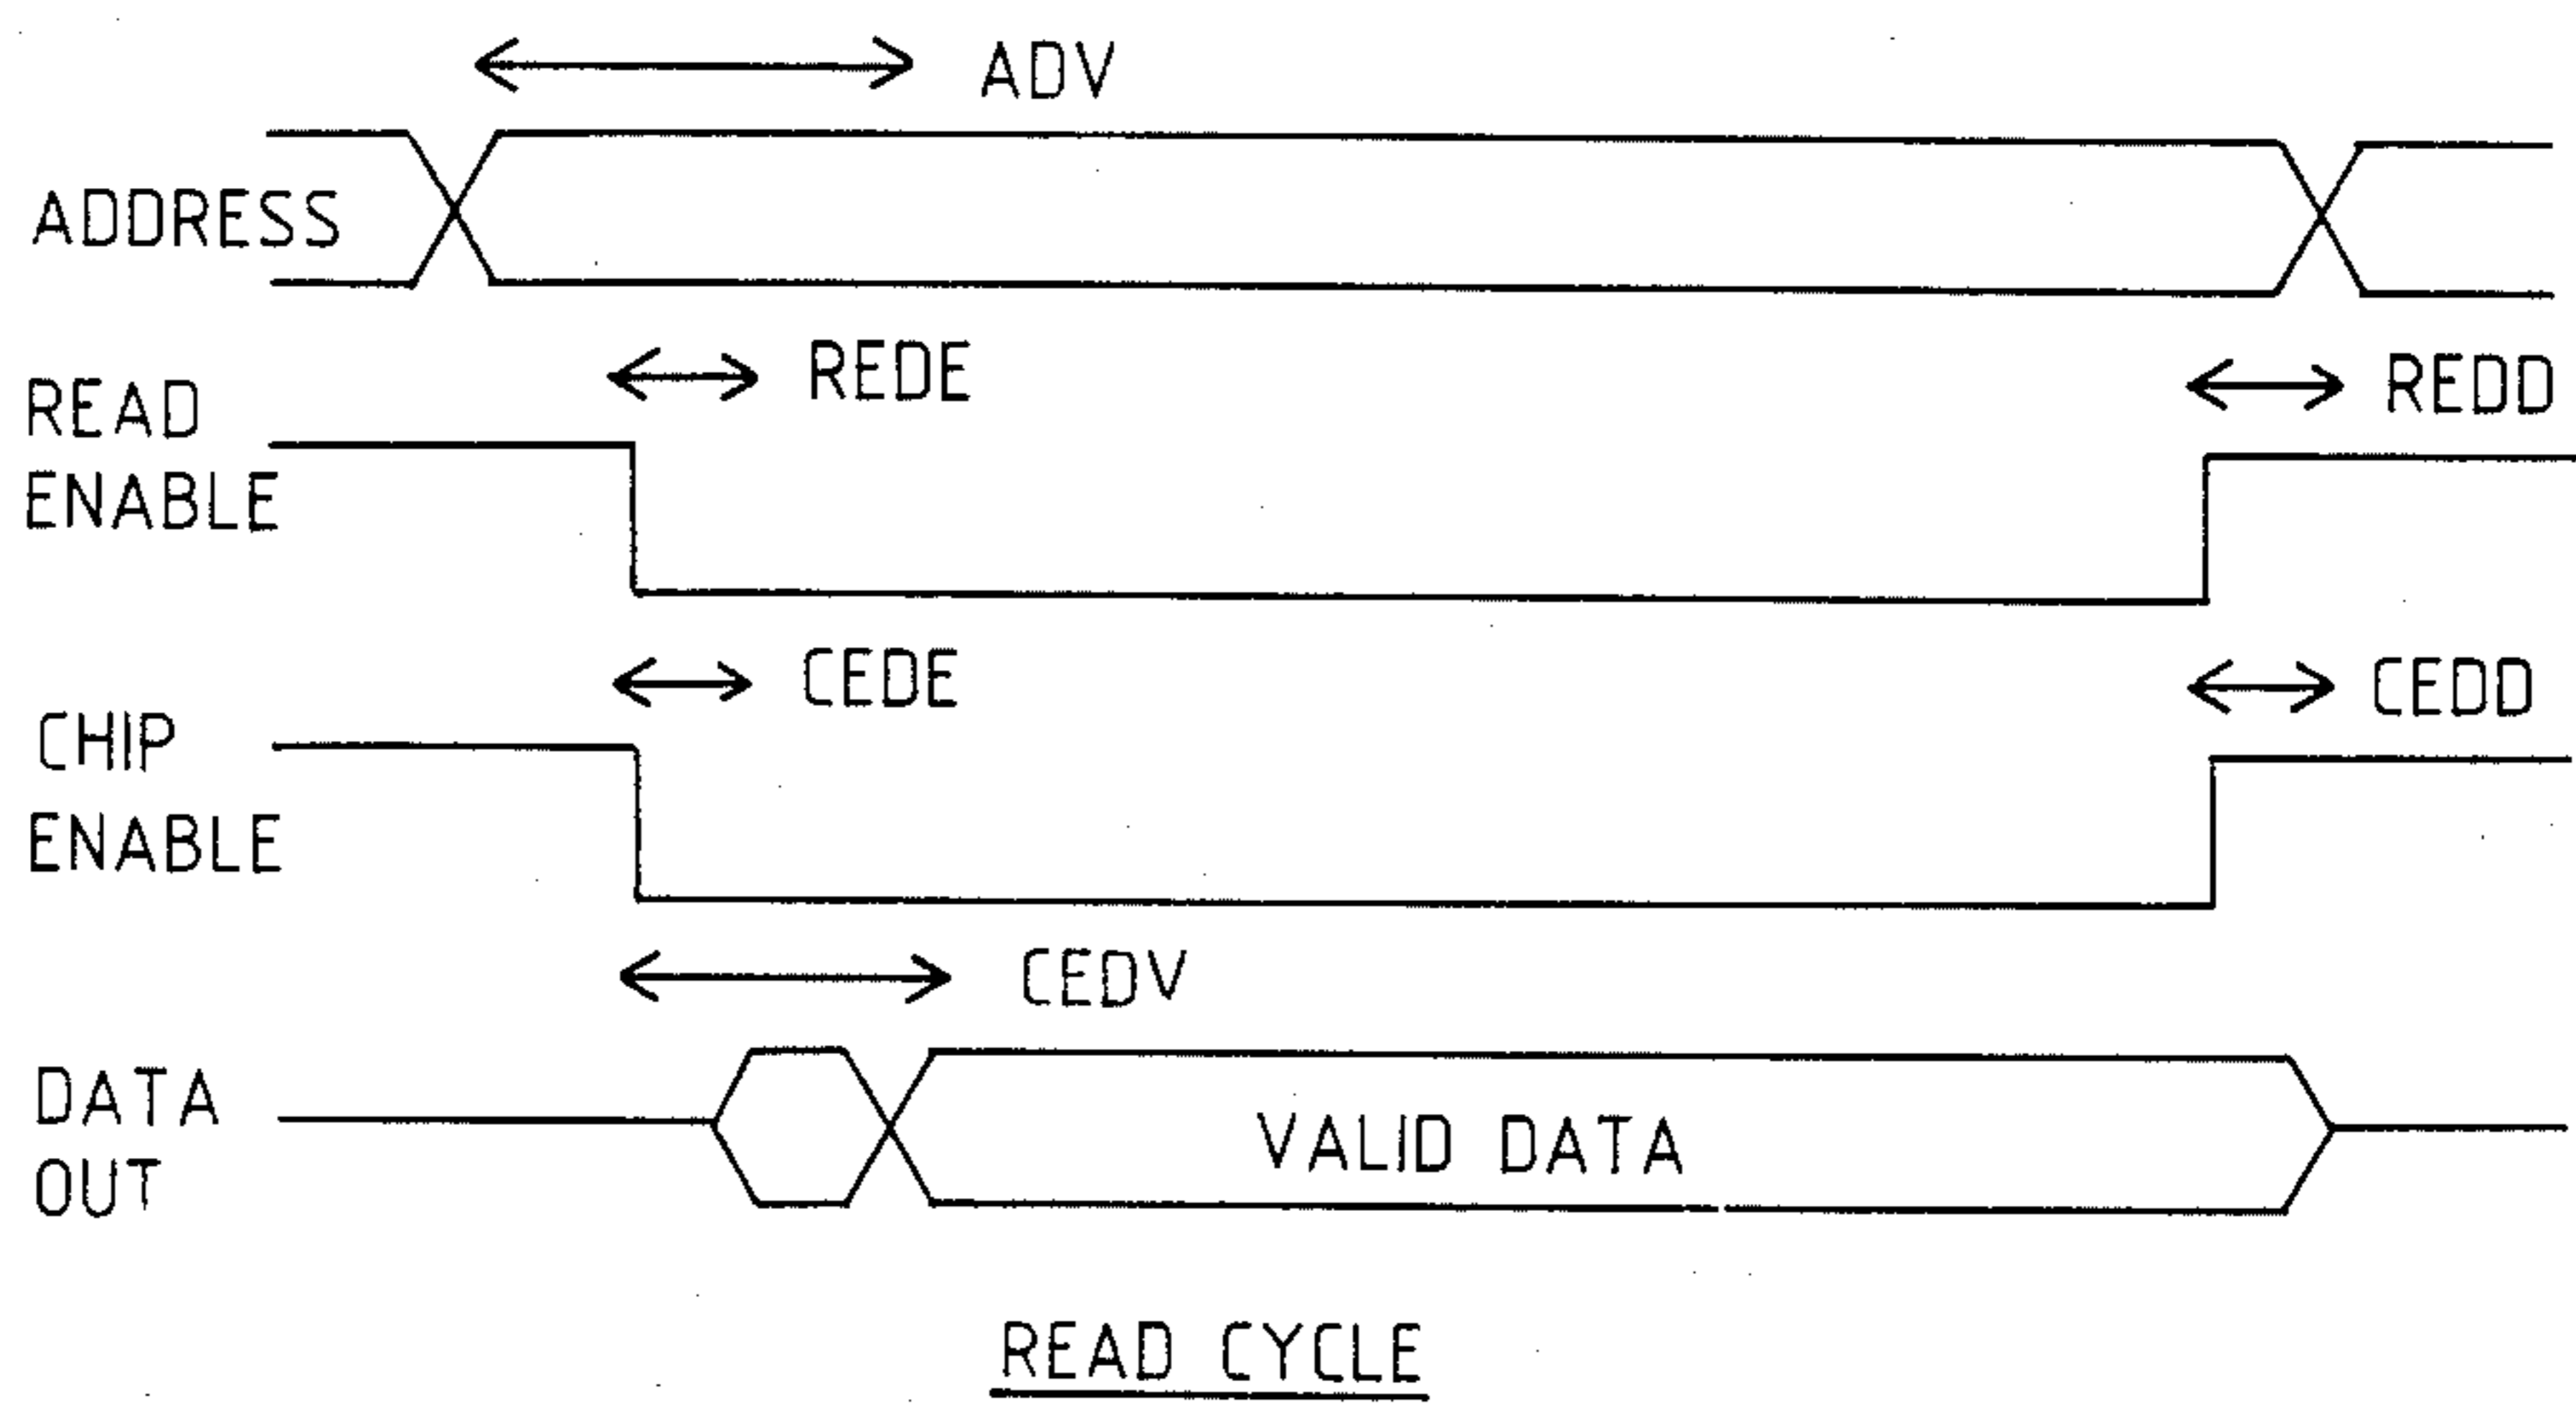 ADV
ADDRESS
REDE
REDD
READ
ENABLE
CEDE
CEDD
CHIP
ENABLE
CEDV
DATA
OUT
VALID DATA
READ CYCLE